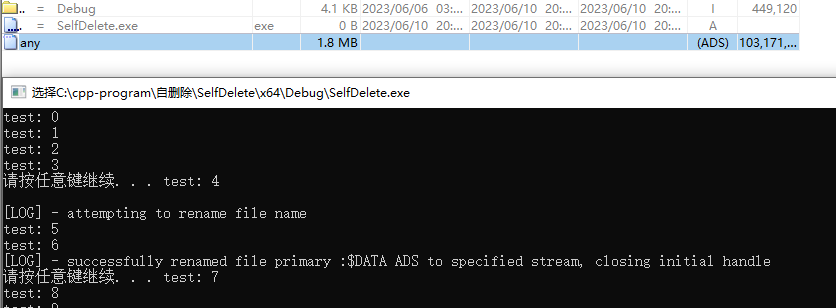 .. = Debug 4.1 KB 2023/06/06 03:... 2023/06/10 20:... 2023/06/10 20:... I 449,120
... = SelfDelete.exe exe 0 B 2023/06/10 20:... 2023/06/10 20:... 2023/06/10 20:... A
any 1.8 MB (ADS) 103,171,...
选择C:\cpp-program\自删除\SelfDelete\x64\Debug\SelfDelete.exe
test: 0
test: 1
test: 2
test: 3
请按任意键继续. . . test: 4
[LOG] - attempting to rename file name
test: 5
test: 6
[LOG] - successfully renamed file primary :$DATA ADS to specified stream, closing initial handle
请按任意键继续. . . test: 7
test: 8